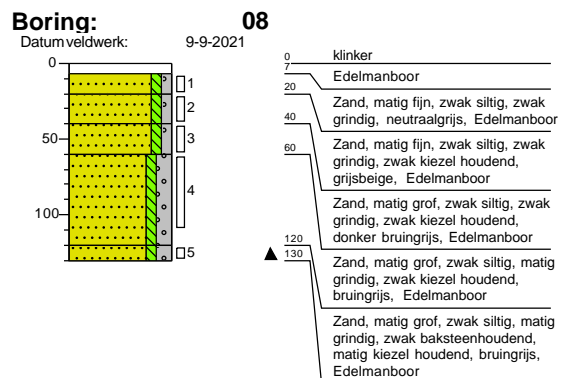 Boring: 08
Datum veldwerk: 9-9-2021
0
50
100
1
2
3
4
5
0 klinker
7
Edelmanboor
20
Zand, matig fijn, zwak siltig, zwak
grindig, neutraalgrijs, Edelmanboor
40
Zand, matig fijn, zwak siltig, zwak
grindig, zwak kiezel houdend,
grijsbeige, Edelmanboor
60
Zand, matig grof, zwak siltig, zwak
grindig, zwak kiezel houdend,
donker bruingrijs, Edelmanboor
120
Zand, matig grof, zwak siltig, matig
grindig, zwak kiezel houdend,
bruingrijs, Edelmanboor
130
Zand, matig grof, zwak siltig, matig
grindig, zwak baksteenhoudend,
matig kiezel houdend, bruingrijs,
Edelmanboor